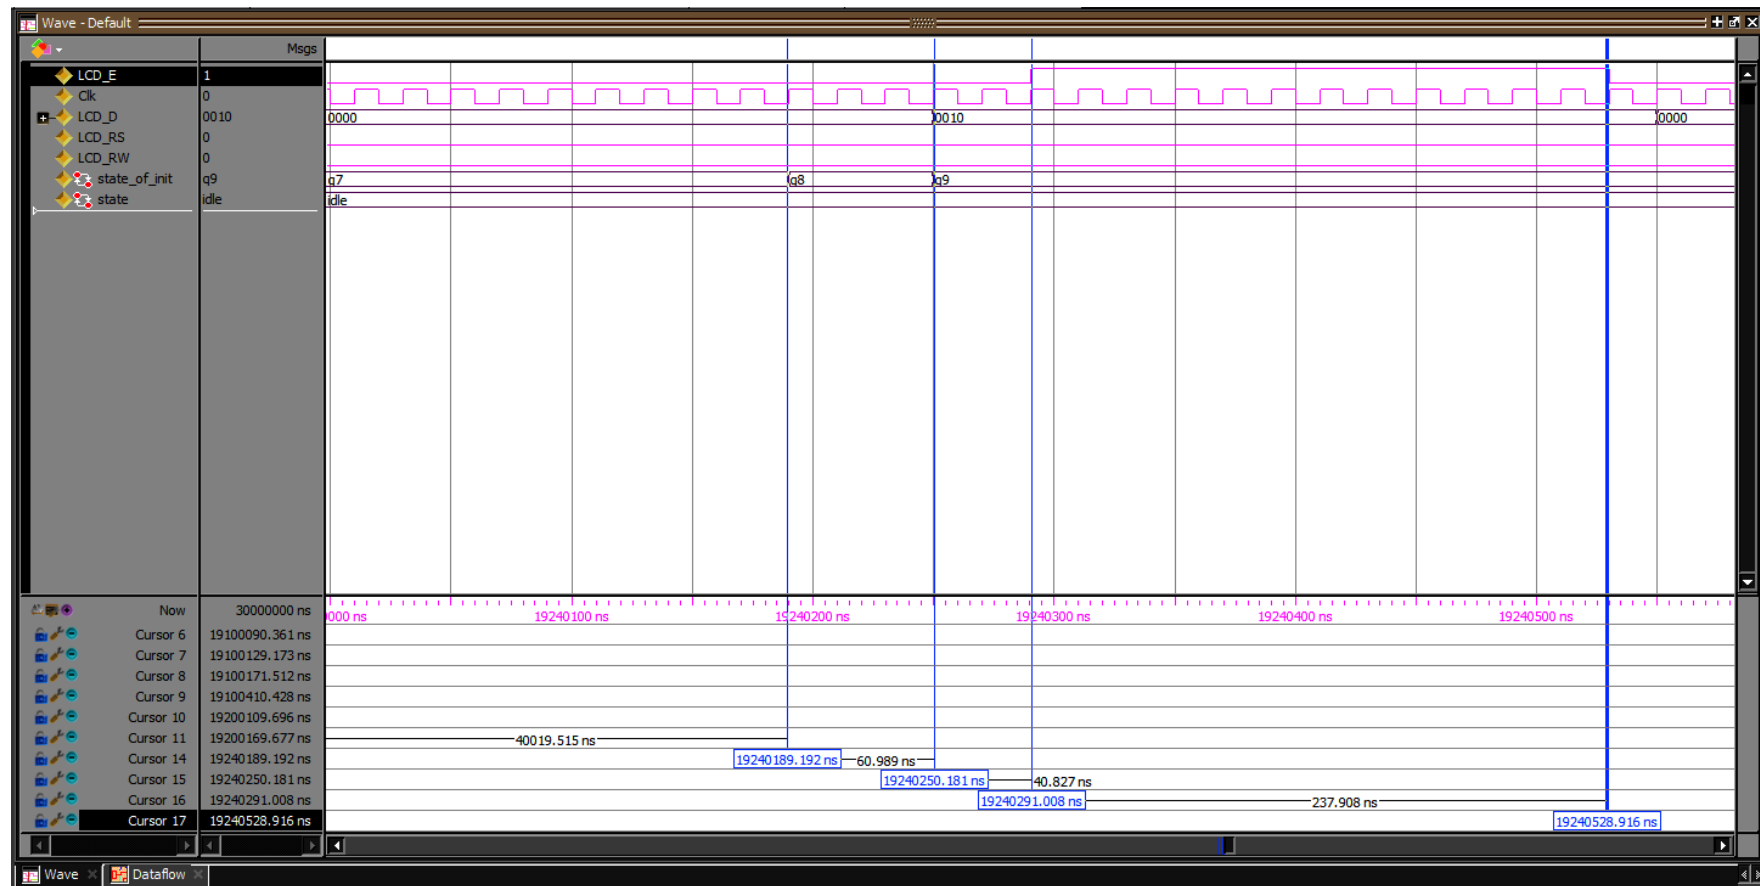 Wave - Default
Msgs
LCD_E 1
Clk 0
LCD_D 0010 0000 0010 0000
LCD_RS 0
LCD_RW 0
state_of_init q9 q7 q8 q9
state idle idle
Now 30000000 ns 0000 ns 19240100 ns 19240200 ns 19240300 ns 19240400 ns 19240500 ns
Cursor 6 19100090.361 ns
Cursor 7 19100129.173 ns
Cursor 8 19100171.512 ns
Cursor 9 19100410.428 ns
Cursor 10 19200109.696 ns
Cursor 11 19200169.677 ns 40019.515 ns
Cursor 14 19240189.192 ns 19240189.192 ns 60.989 ns
Cursor 15 19240250.181 ns 19240250.181 ns 40.827 ns
Cursor 16 19240291.008 ns 19240291.008 ns 237.908 ns
Cursor 17 19240528.916 ns 19240528.916 ns
Wave Dataflow